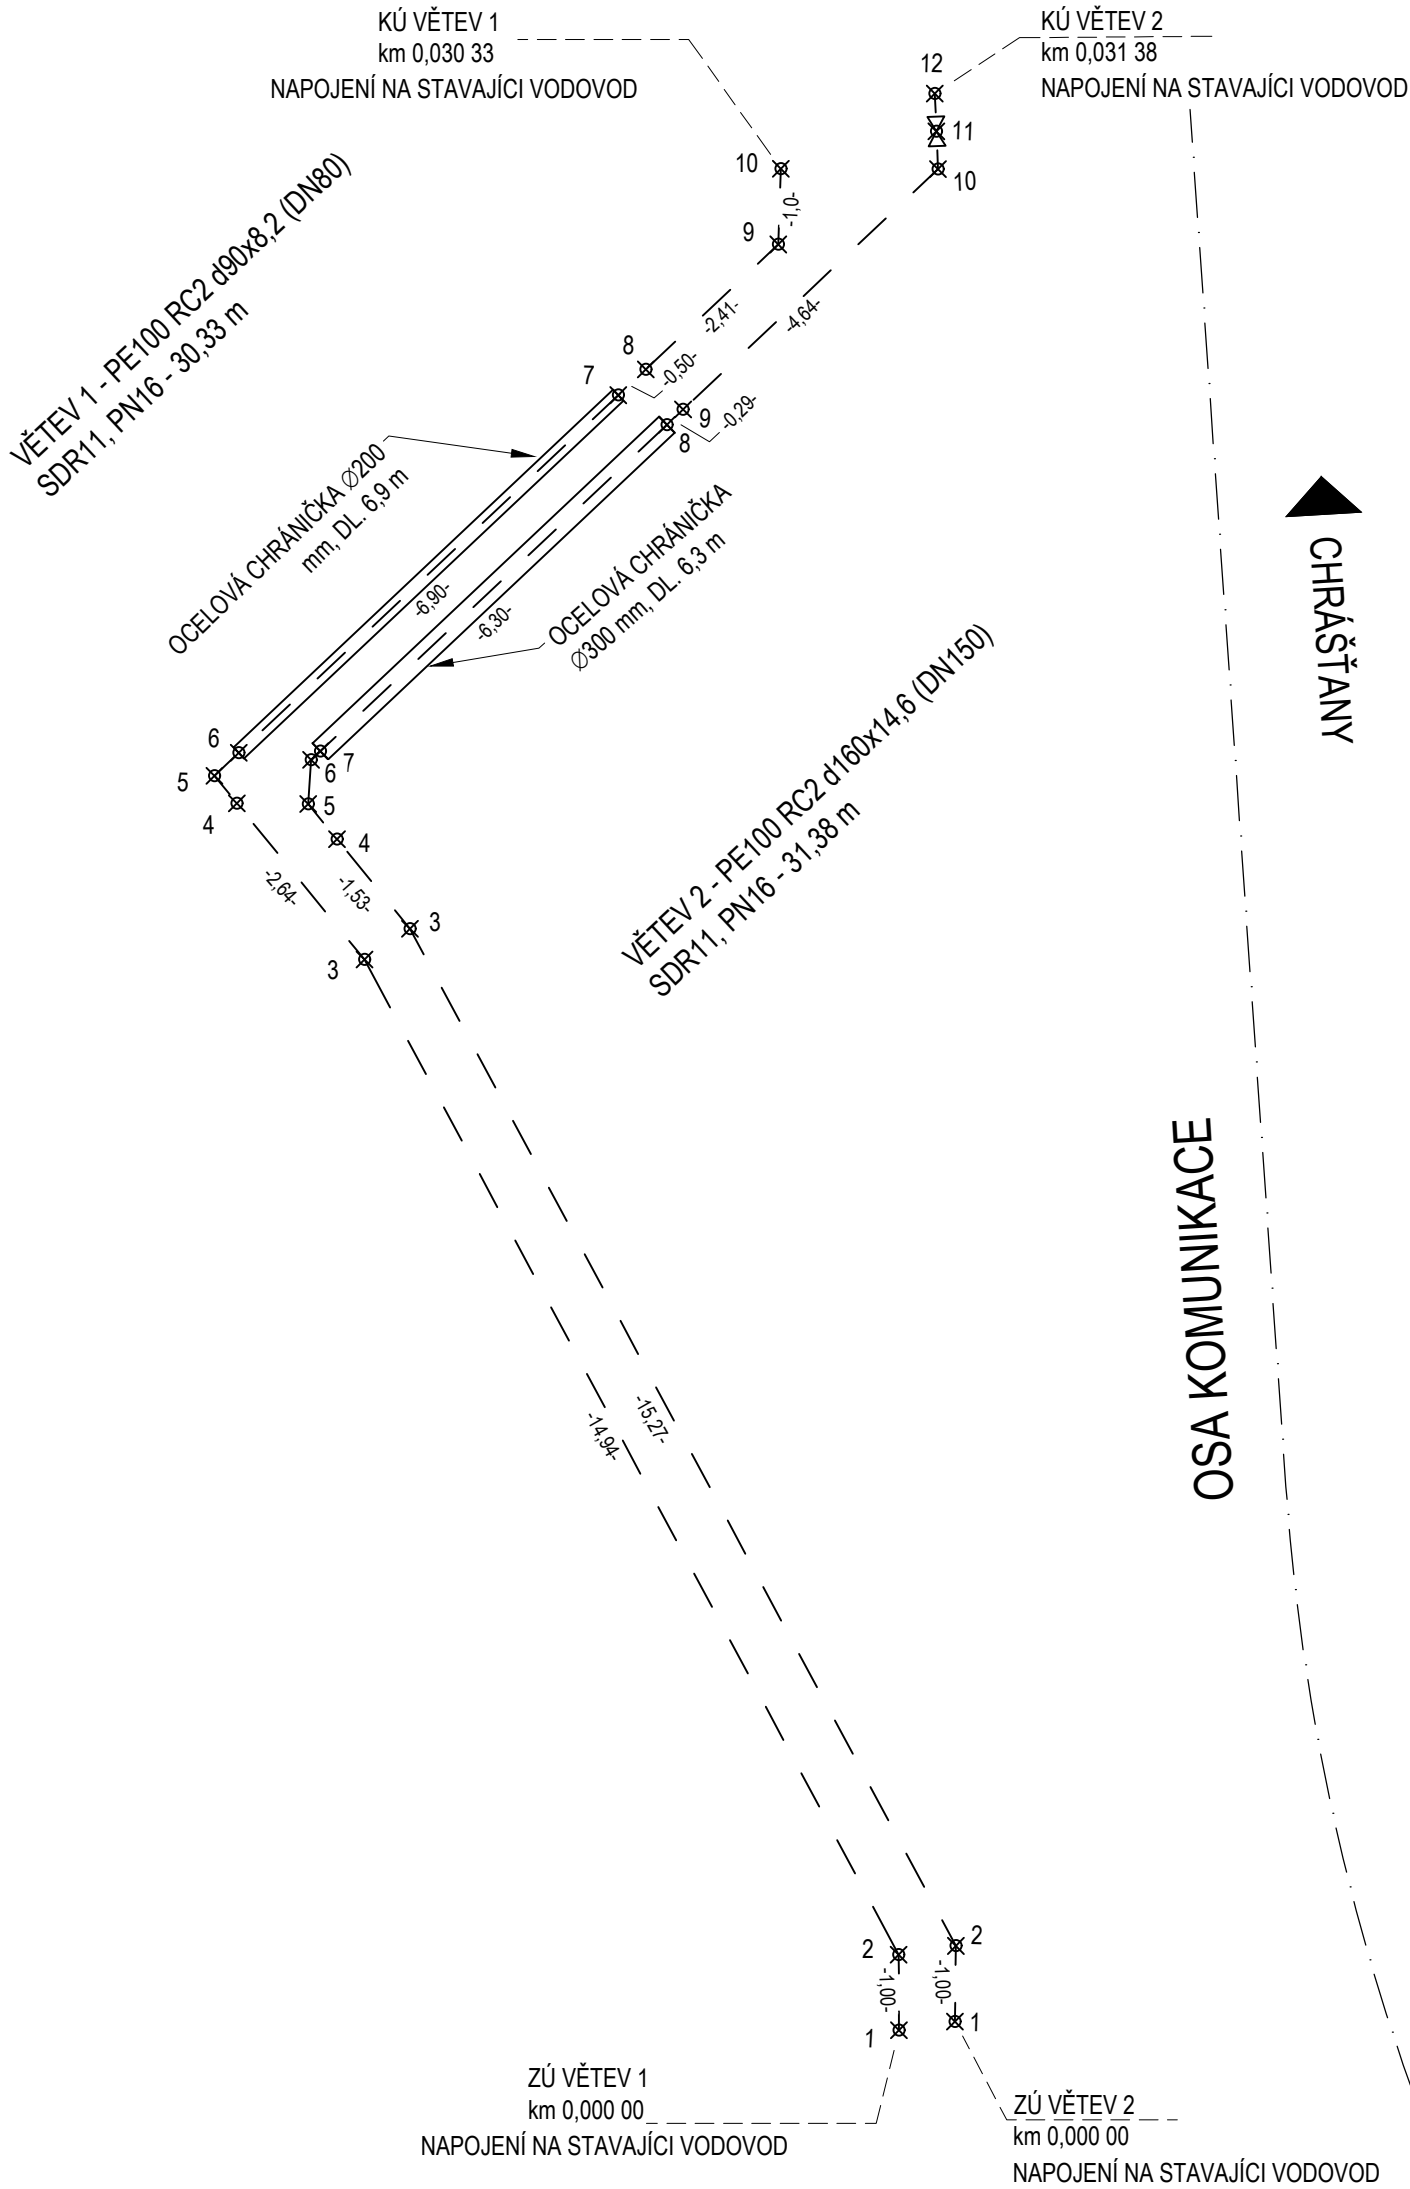 KÚ VĚTEV 1
km 0,030 33
NAPOJENÍ NA STAVAJÍCI VODOVOD
KÚ VĚTEV 2
km 0,031 38
NAPOJENÍ NA STAVAJÍCI VODOVOD
12
11
10
10
-1,0-
9
VĚTEV 1 - PE100 RC2 d90x8,2 (DN80)
SDR11, PN16 - 30,33 m
-2,41-
-4,64-
8
7
-0,50-
9
-0,29-
8
OCELOVÁ CHRÁNIČKA Ø200
mm, DL. 6,9 m
OCELOVÁ CHRÁNIČKA
Ø300 mm, DL. 6,3 m
-6,90-
-6,30-
CHRÁŠŤANY
VĚTEV 2 - PE100 RC2 d160x14,6 (DN150)
SDR11, PN16 - 31,38 m
6
7
6
5
5
4
4
-2,64-
-1,53-
3
3
OSA KOMUNIKACE
-14,94-
-15,27-
2
2
-1,00-
-1,00-
1
1
ZÚ VĚTEV 1
km 0,000 00
NAPOJENÍ NA STAVAJÍCI VODOVOD
ZÚ VĚTEV 2
km 0,000 00
NAPOJENÍ NA STAVAJÍCI VODOVOD